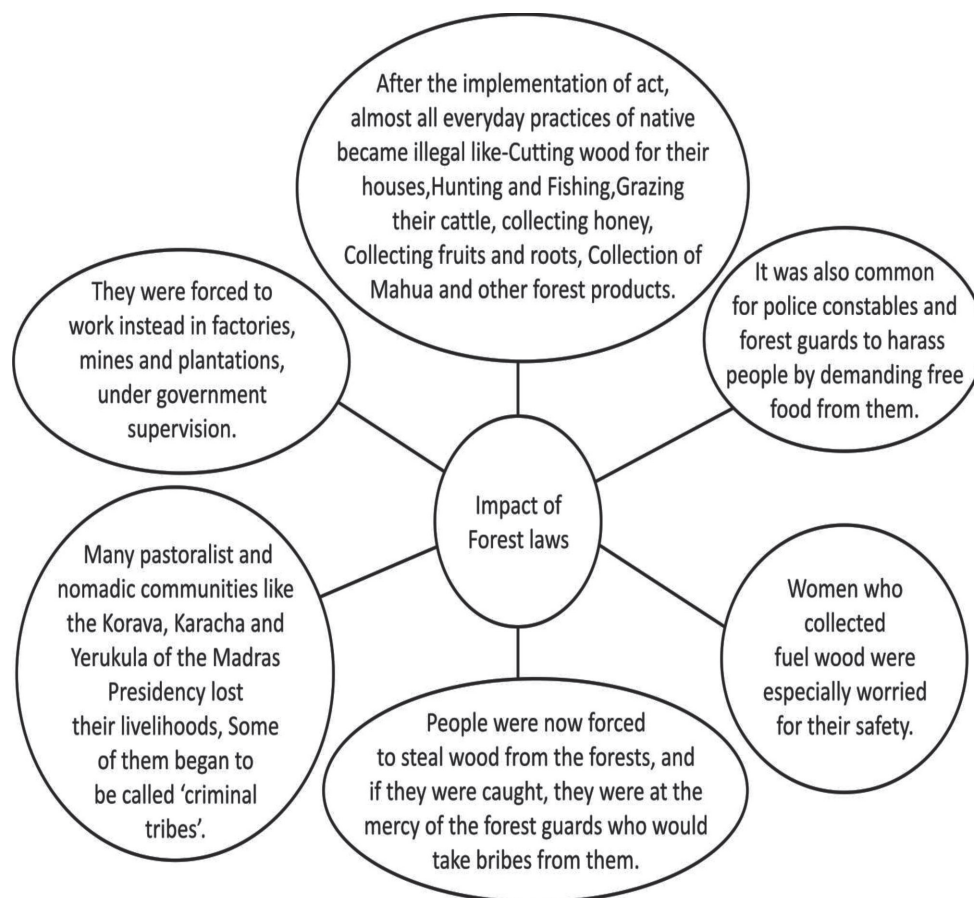 After the implementation of act,
almost all everyday practices of native
became illegal like-Cutting wood for their
houses,Hunting and Fishing,Grazing
their cattle, collecting honey,
Collecting fruits and roots, Collection of
Mahua and other forest products.
They were forced to
work instead in factories,
mines and plantations,
under government
supervision.
It was also common
for police constables and
forest guards to harass
people by demanding free
food from them.
Impact of
Forest laws
Many pastoralist and
nomadic communities like
the Korava, Karacha and
Yerukula of the Madras
Presidency lost
their livelihoods, Some
of them began to
be called ‘criminal
tribes’.
Women who
collected
fuel wood were
especially worried
for their safety.
People were now forced
to steal wood from the forests, and
if they were caught, they were at the
mercy of the forest guards who would
take bribes from them.